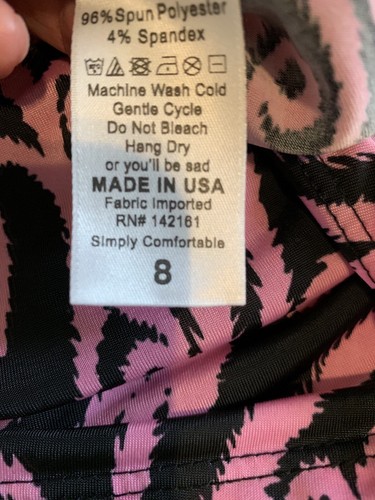 96% Spun Polyester
4% Spandex
Machine Wash Cold
Gentle Cycle
Do Not Bleach
Hang Dry
or you'll be sad
MADE IN USA
Fabric Imported
RN# 142161
Simply Comfortable
8